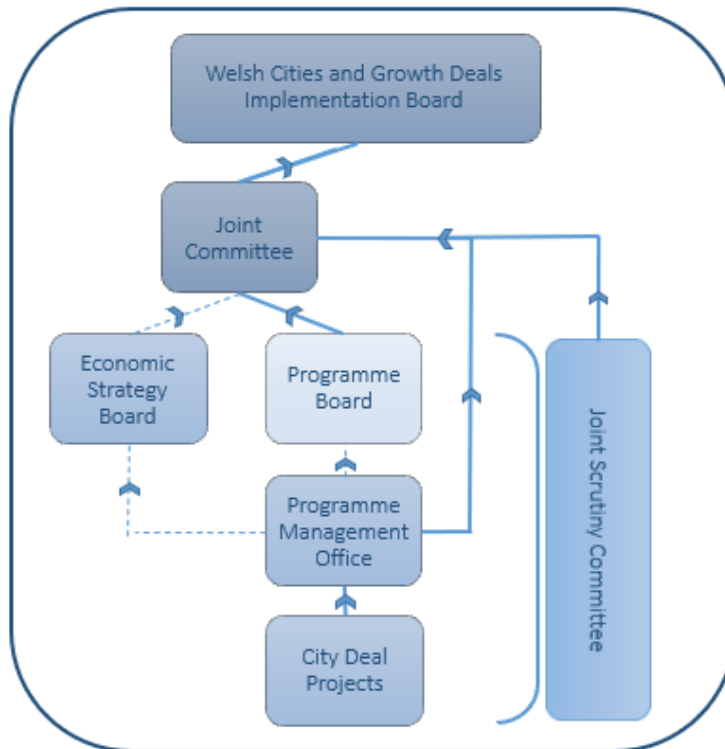 Welsh Cities and Growth Deals
Implementation Board
Joint
Committee
Economic
Strategy
Board
Programme
Board
Programme
Management
Office
City Deal
Projects
Joint Scrutiny Committee